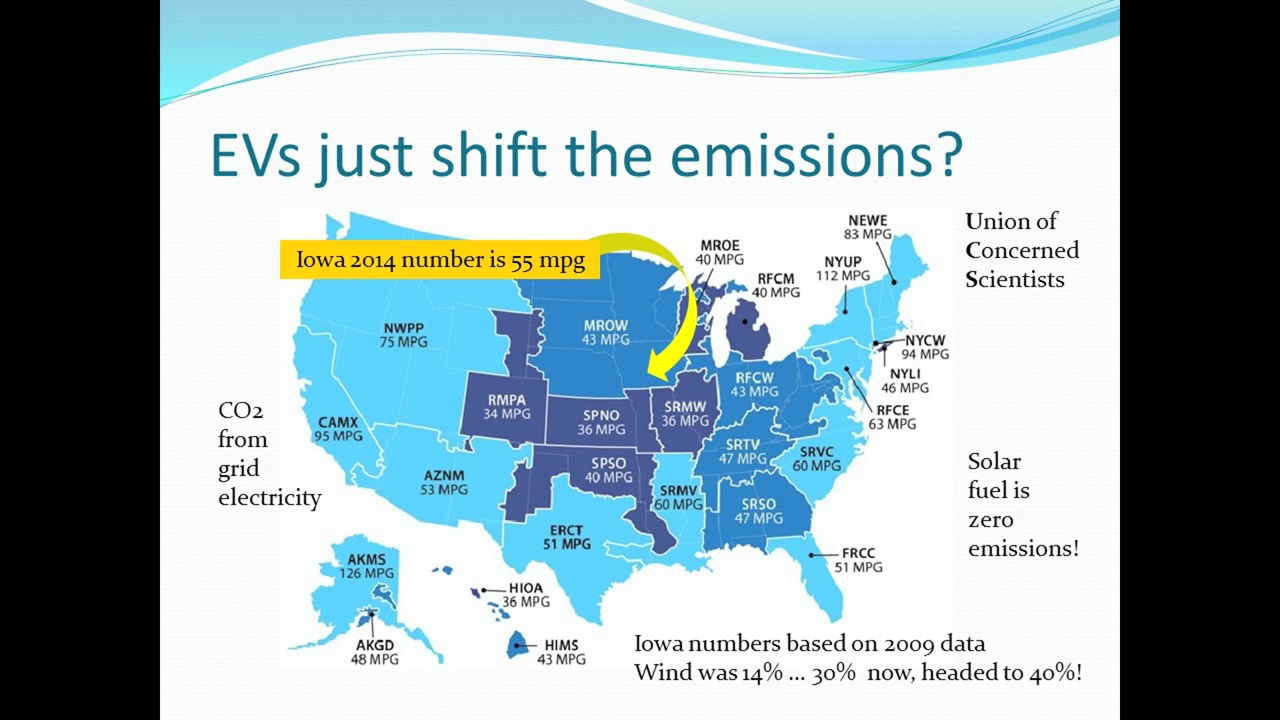 EVs just shift the emissions?
Union of
Concerned
Scientists
Iowa 2014 number is 55 mpg
NEWE
83 MPG
MROE
40 MPG
NYUP
112 MPG
RFCM
40 MPG
NWPP
75 MPG
MROW
43 MPG
NYCW
94 MPG
NYLI
46 MPG
RFCW
43 MPG
RFCE
63 MPG
RMPA
34 MPG
SPNO
36 MPG
SRMW
36 MPG
CO2
from
grid
electricity
CAMX
95 MPG
SRTV
47 MPG
SRVC
60 MPG
AZNM
53 MPG
SPSO
40 MPG
SRMV
60 MPG
SRSO
47 MPG
Solar
fuel is
zero
emissions!
ERCT
51 MPG
FRCC
51 MPG
AKMS
126 MPG
HIOA
36 MPG
AKGD
48 MPG
HIMS
43 MPG
Iowa numbers based on 2009 data
Wind was 14% ... 30% now, headed to 40%!